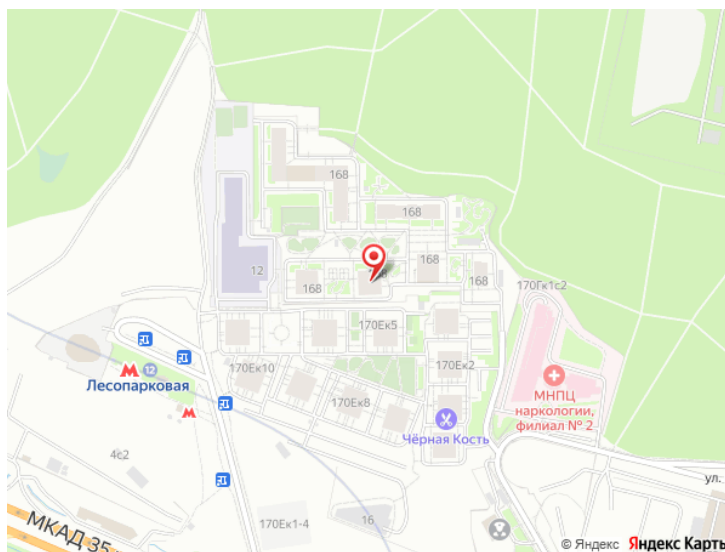 168
168
12
168
168
168
168
170Гк1с2
170Ек5
170Ек10
170Ек2
МНПЦ
наркологии,
филиал № 2
М
12
Лесопарковая
170Ек8
М
Чёрная Кость
4с2
ул.
МКАД 35
170Ек1-4
16
© Яндекс Яндекс Карты